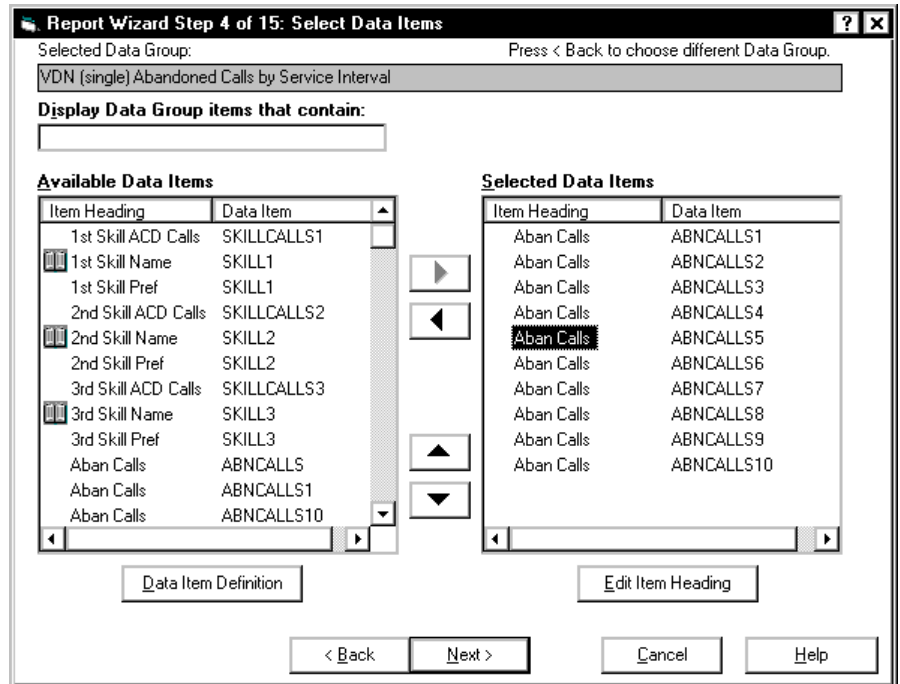 Report Wizard Step 4 of 15: Select Data Items
Selected Data Group: Press < Back to choose different Data Group.
VDN (single) Abandoned Calls by Service Interval
Display Data Group items that contain:
Available Data Items
Item Heading Data Item
1st Skill ACD Calls SKILLCALLS1
1st Skill Name SKILL1
1st Skill Pref SKILL1
2nd Skill ACD Calls SKILLCALLS2
2nd Skill Name SKILL2
2nd Skill Pref SKILL2
3rd Skill ACD Calls SKILLCALLS3
3rd Skill Name SKILL3
3rd Skill Pref SKILL3
Aban Calls ABNCALLS
Aban Calls ABNCALLS1
Aban Calls ABNCALLS10
Data Item Definition
Selected Data Items
Item Heading Data Item
Aban Calls ABNCALLS1
Aban Calls ABNCALLS2
Aban Calls ABNCALLS3
Aban Calls ABNCALLS4
Aban Calls ABNCALLS5
Aban Calls ABNCALLS6
Aban Calls ABNCALLS7
Aban Calls ABNCALLS8
Aban Calls ABNCALLS9
Aban Calls ABNCALLS10
Edit Item Heading
< Back Next > Cancel Help